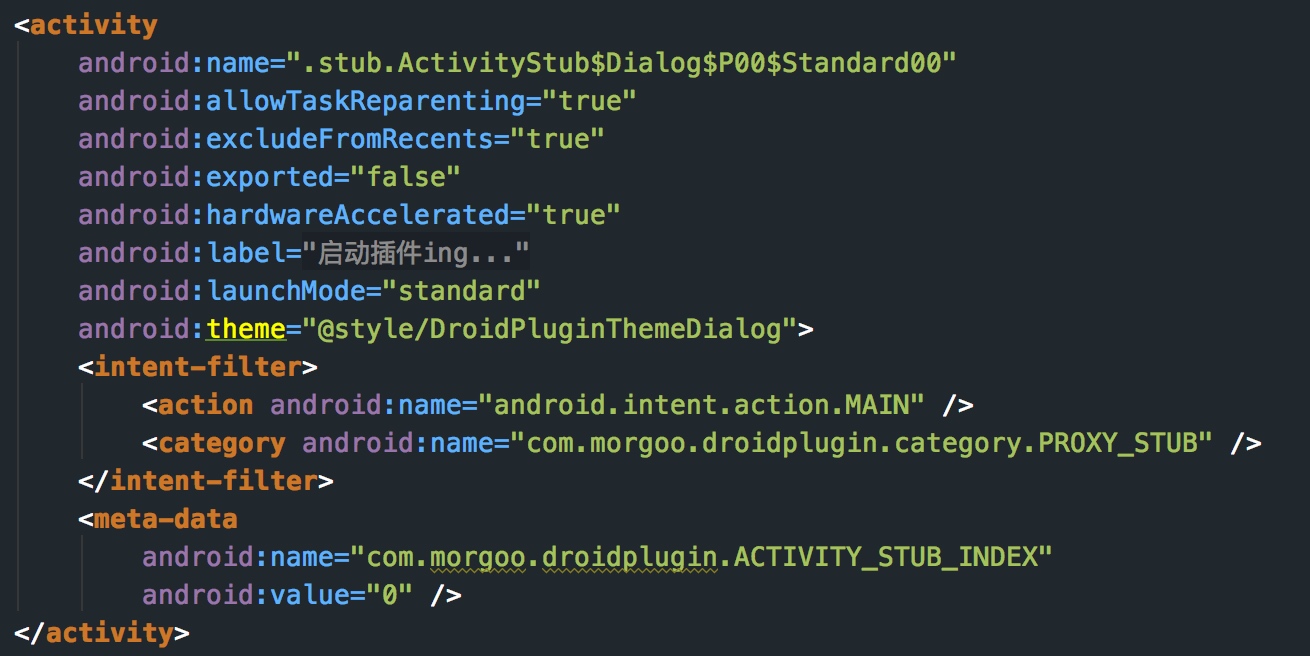 <activity
android:name=".stub.ActivityStub$Dialog$P00$Standard00"
android:allowTaskReparenting="true"
android:excludeFromRecents="true"
android:exported="false"
android:hardwareAccelerated="true"
android:label="启动插件ing..."
android:launchMode="standard"
android:theme="@style/DroidPluginThemeDialog">
<intent-filter>
<action android:name="android.intent.action.MAIN" />
<category android:name="com.morgoo.droidplugin.category.PROXY_STUB" />
</intent-filter>
<meta-data
android:name="com.morgoo.droidplugin.ACTIVITY_STUB_INDEX"
android:value="0" />
</activity>